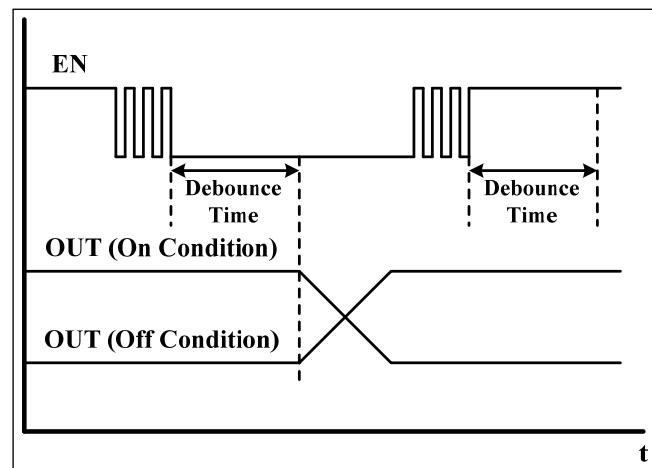 EN
Debounce
Time
Debounce
Time
OUT (On Condition)
OUT (Off Condition)
t